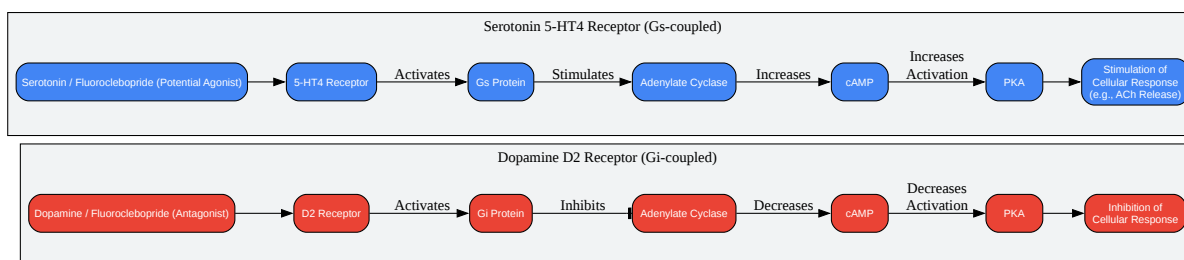 Serotonin 5-HT4 Receptor (Gs-coupled)
Serotonin / Fluoroclebopride (Potential Agonist)
5-HT4 Receptor
Activates
Gs Protein
Stimulates
Adenylate Cyclase
Increases
cAMP
Increases
Activation
PKA
Stimulation of
Cellular Response
(e.g., ACh Release)
Dopamine D2 Receptor (Gi-coupled)
Dopamine / Fluoroclebopride (Antagonist)
D2 Receptor
Activates
Gi Protein
Inhibits
Adenylate Cyclase
Decreases
cAMP
Decreases
Activation
PKA
Inhibition of
Cellular Response